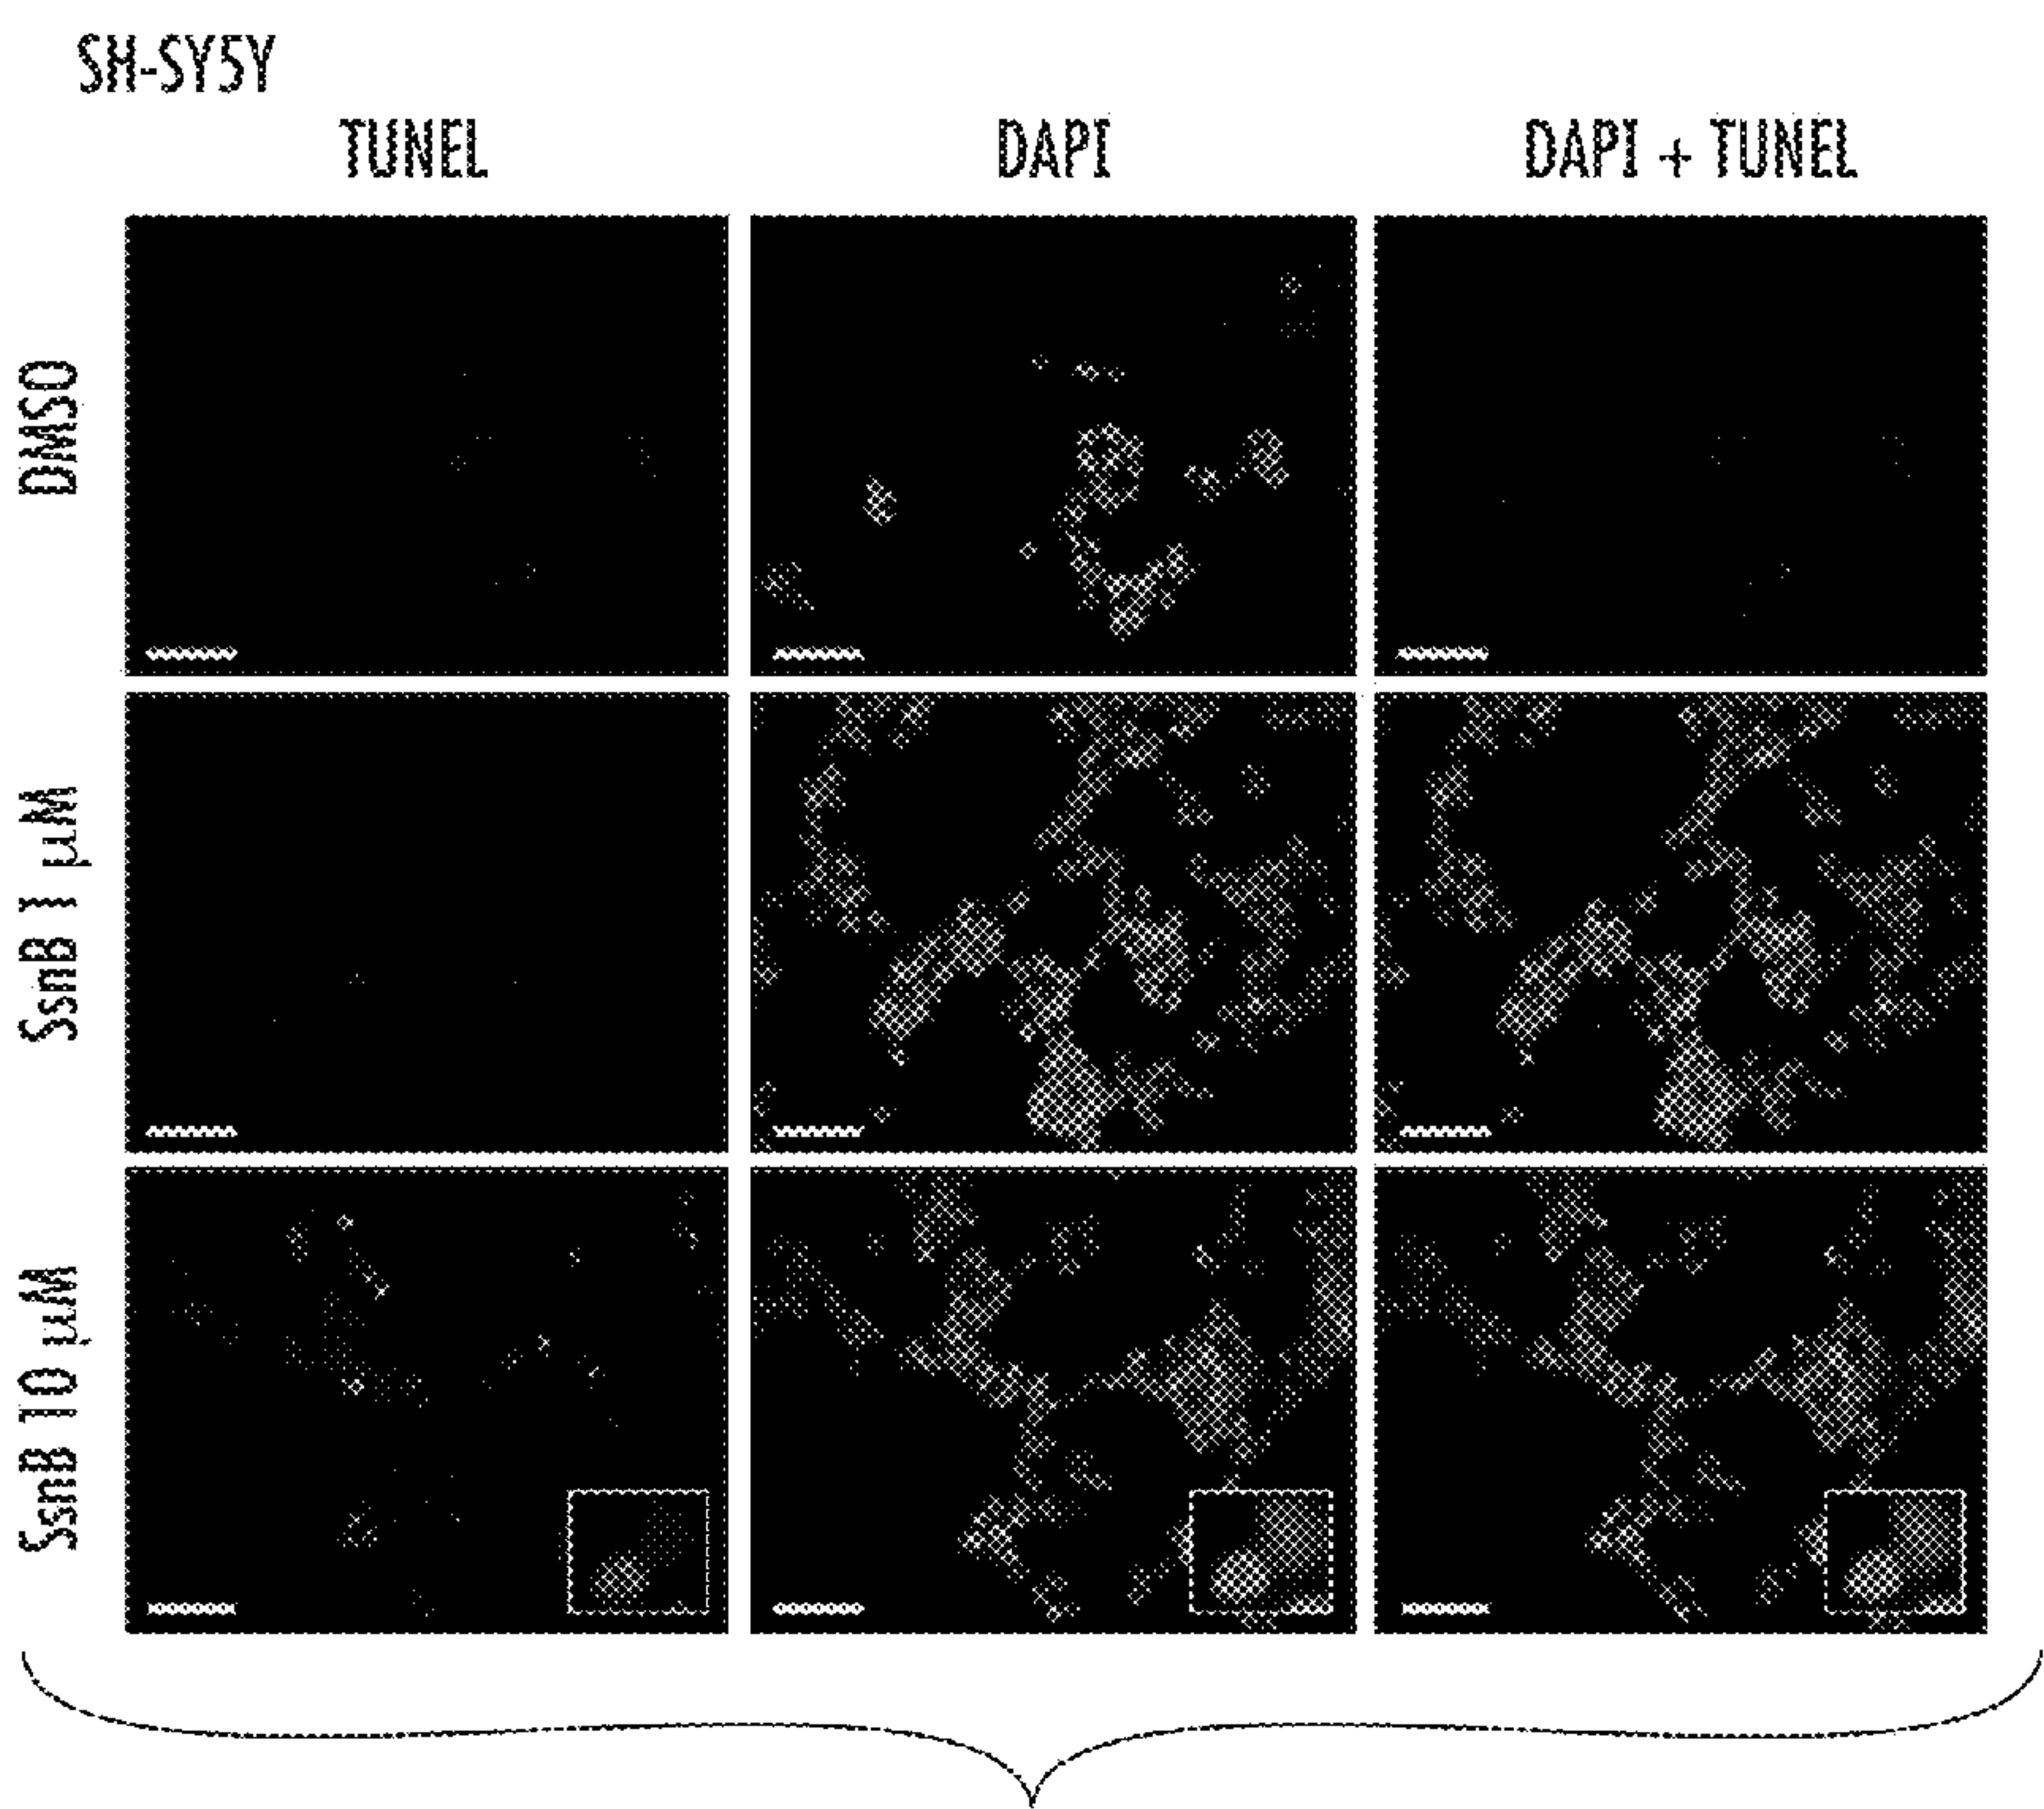 SH-SY5Y
TUNEL
DAPI
DAPI + TUNEL
DMSO
SsnB 1 µM
SsnB 10 µM